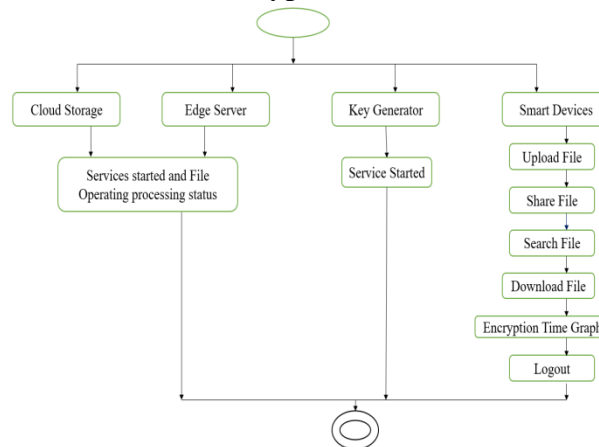 Cloud Storage
Edge Server
Key Generator
Smart Devices
Services started and File
Operating processing status
Service Started
Upload File
Share File
Search File
Download File
Encryption Time Graph
Logout